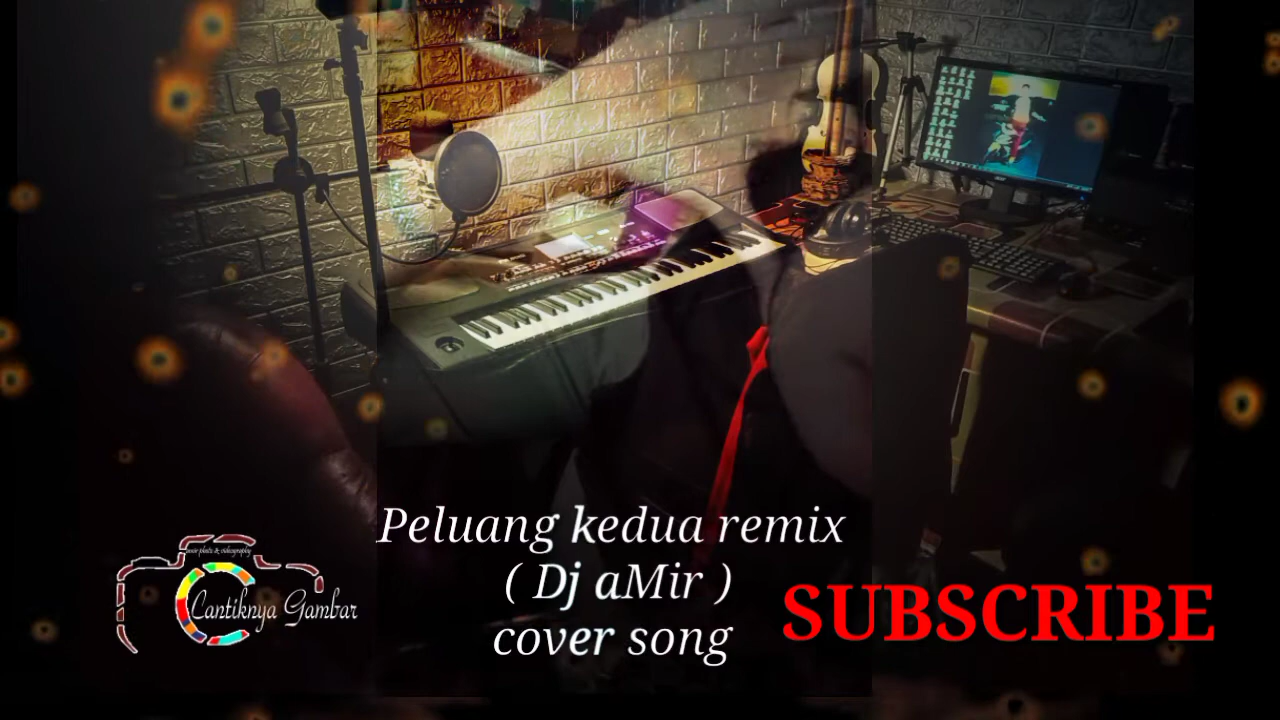 Peluang kedua remix
( Dj aMir )
cover song
SUBSCRIBE
Cantiknya Gambar